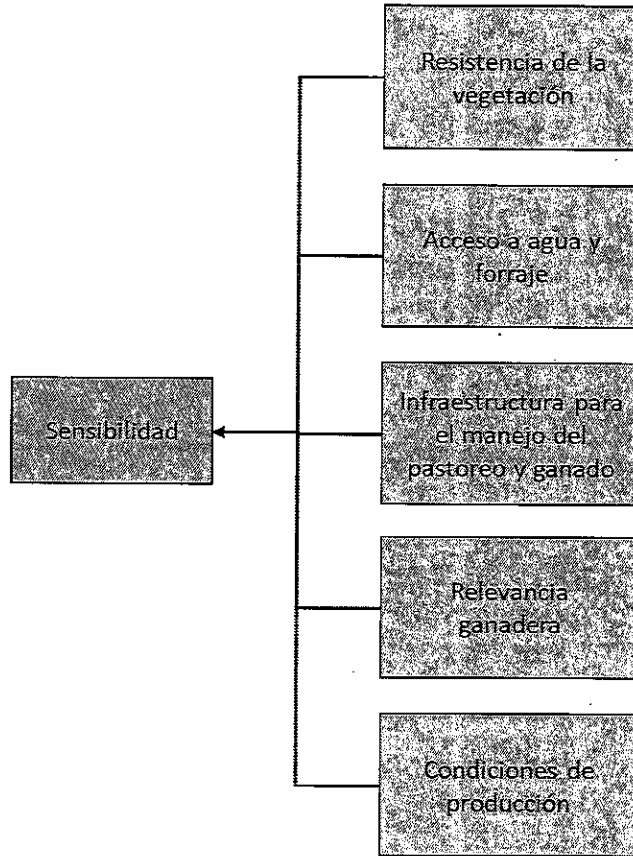 Resistencia de la
vegetación
Acceso a agua y
forraje
Sensibilidad
Infraestructura para
el manejo del
pastoreo y ganado
Relevancia
ganadera
Condiciones de
producción